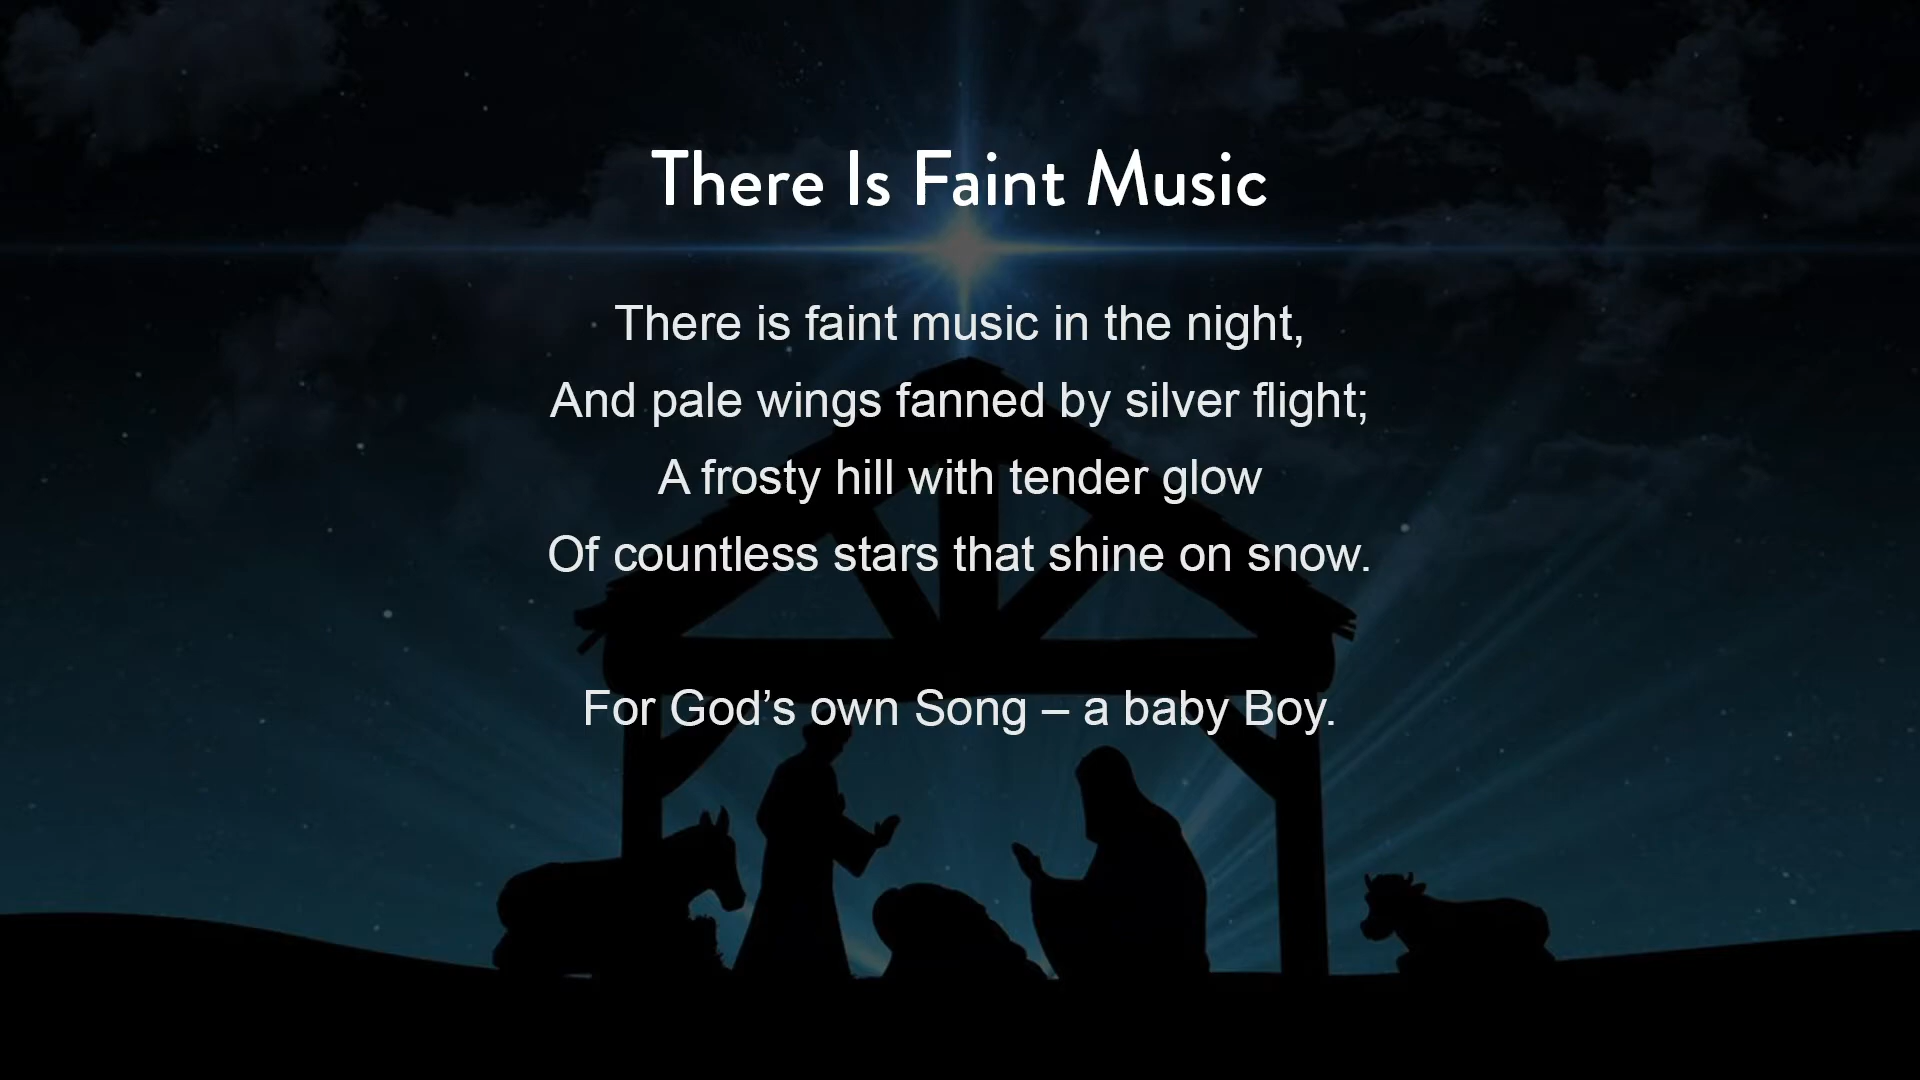 There Is Faint Music
There is faint music in the night,
And pale wings fanned by silver flight;
A frosty hill with tender glow
Of countless stars that shine on snow.
For God’s own Song – a baby Boy.